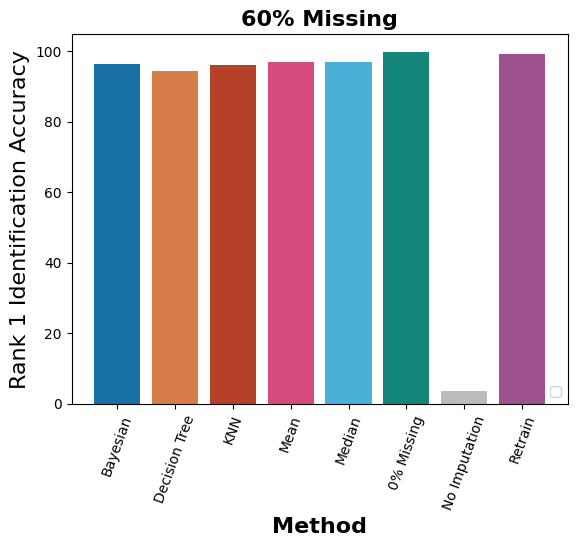 60% Missing
Rank 1 Identification Accuracy
100
80
60
40
20
0
Bayesian
Decision Tree
KNN
Mean
Median
0% Missing
No Imputation
Retrain
Method